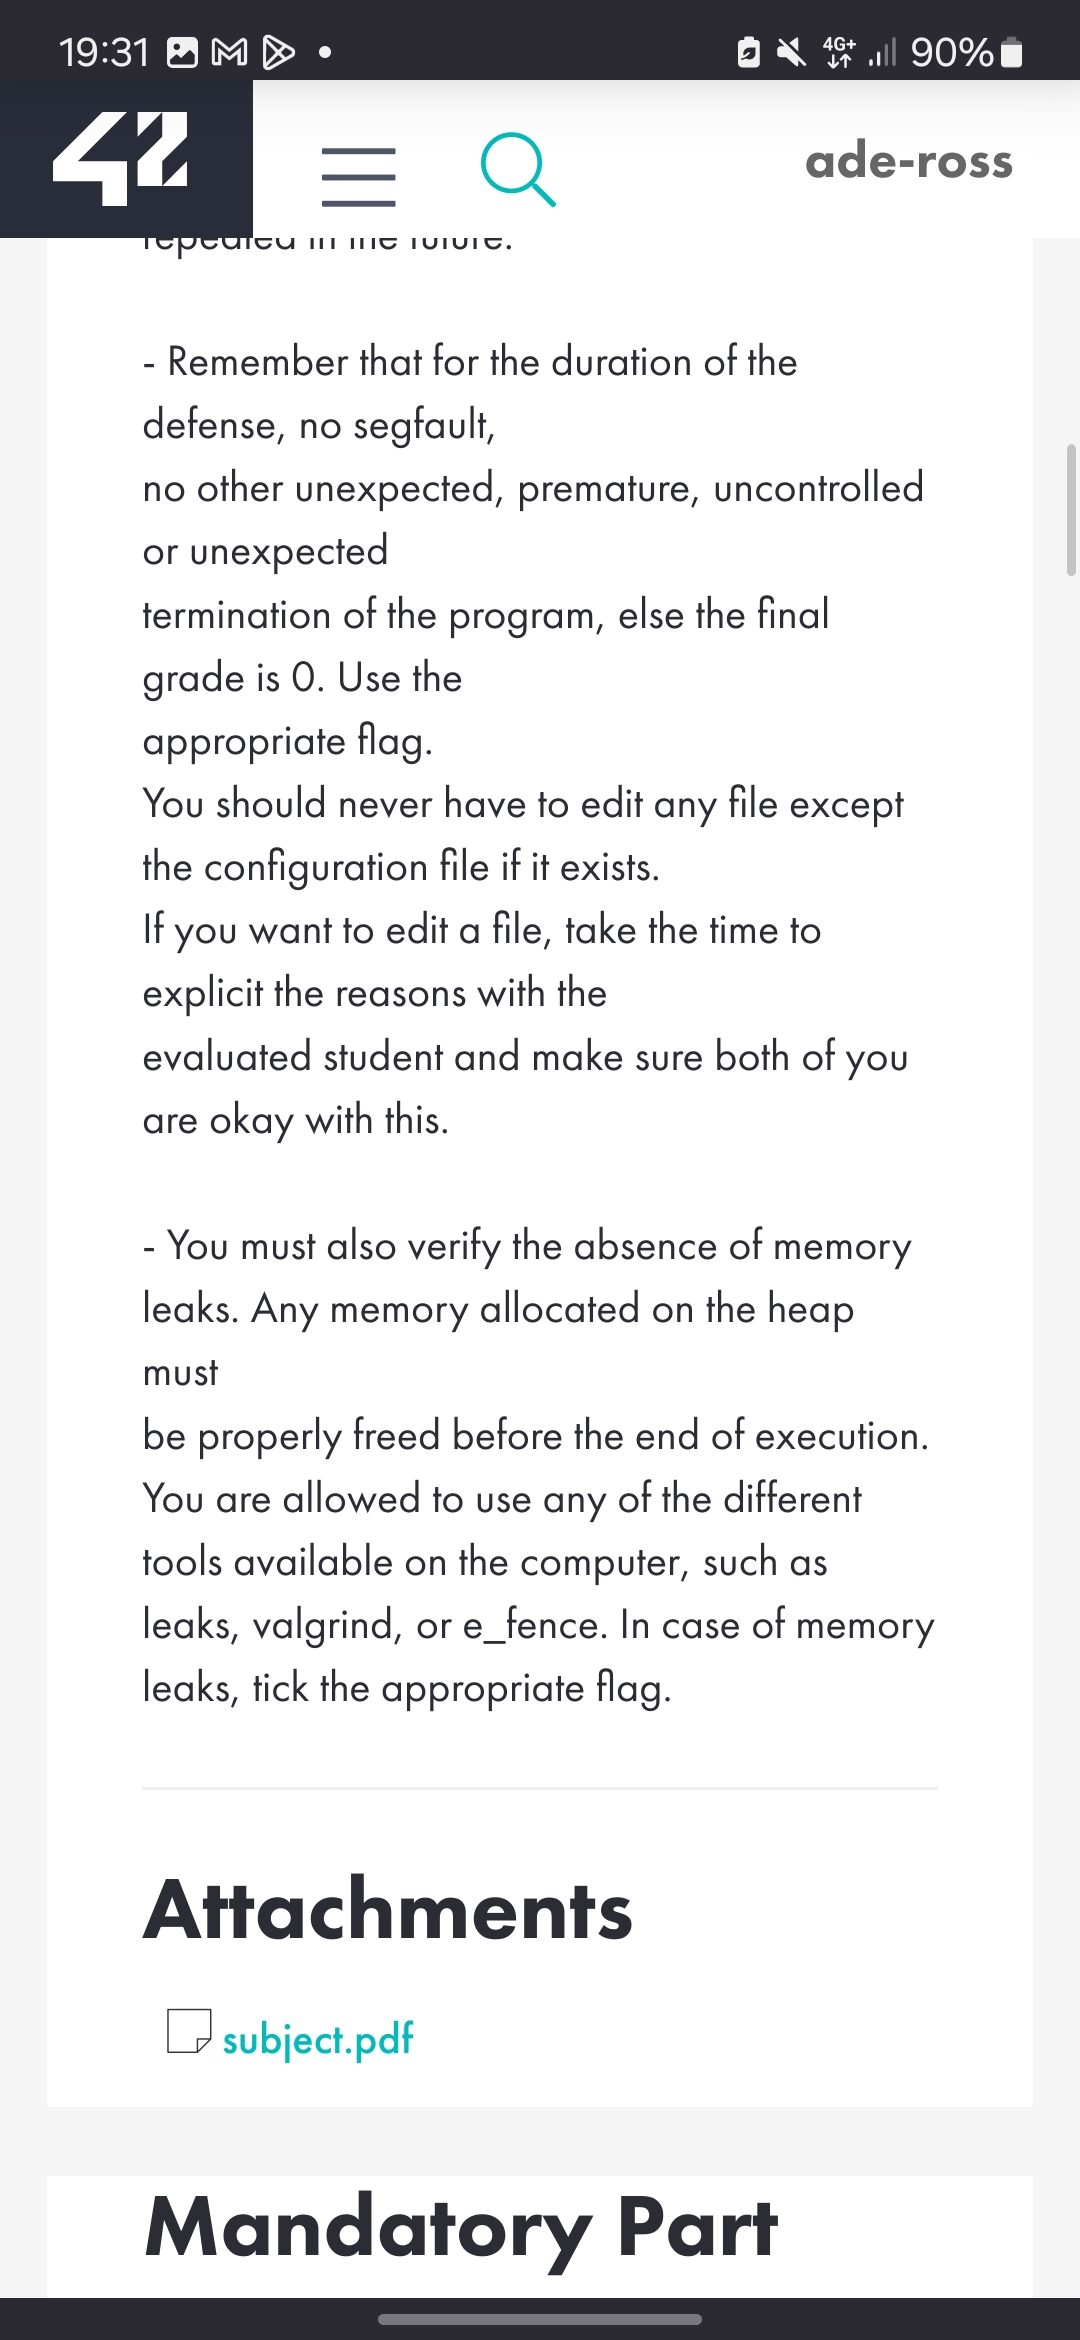 19:31
4G+
90%
42
ade-ross
repeated in the future.
- Remember that for the duration of the
defense, no segfault,
no other unexpected, premature, uncontrolled
or unexpected
termination of the program, else the final
grade is 0. Use the
appropriate flag.
You should never have to edit any file except
the configuration file if it exists.
If you want to edit a file, take the time to
explicit the reasons with the
evaluated student and make sure both of you
are okay with this.
- You must also verify the absence of memory
leaks. Any memory allocated on the heap
must
be properly freed before the end of execution.
You are allowed to use any of the different
tools available on the computer, such as
leaks, valgrind, or e_fence. In case of memory
leaks, tick the appropriate flag.
Attachments
subject.pdf
Mandatory Part